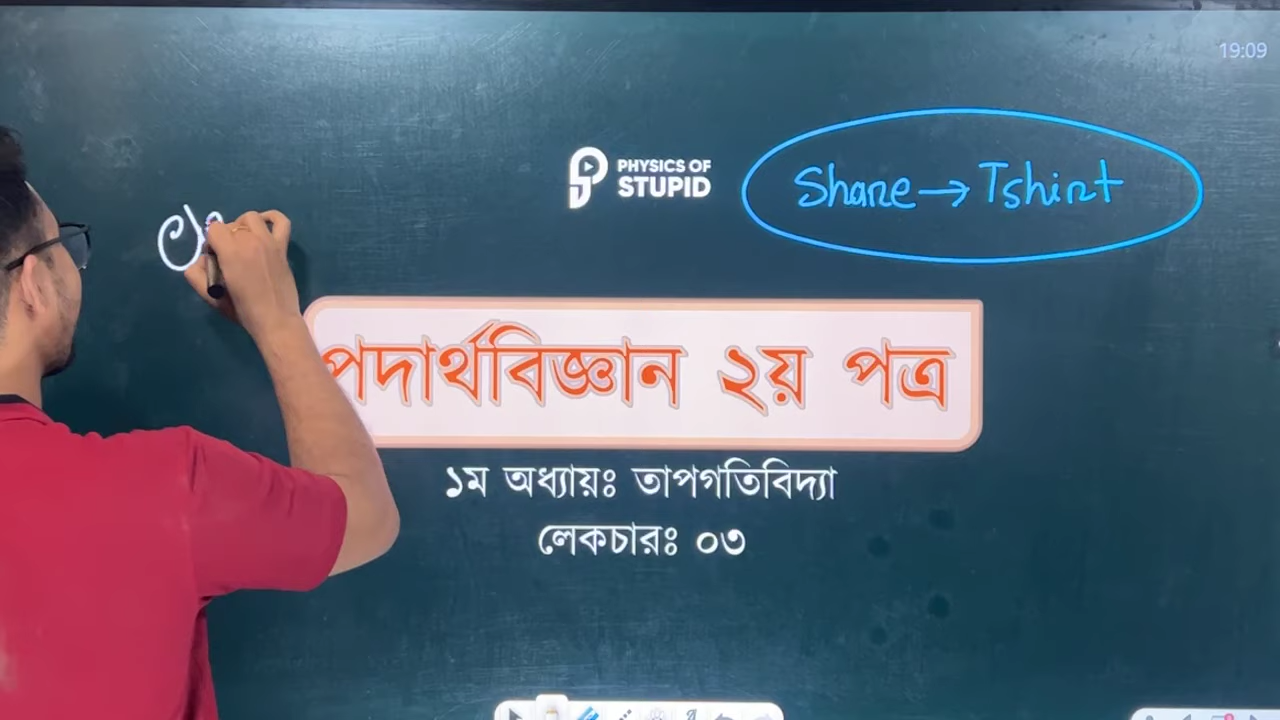 19:09
PHYSICS OF
STUPID
Share → Tshirt
পদার্থবিজ্ঞান ২য় পত্র
১ম অধ্যায়ঃ তাপগতিবিদ্যা
লেকচারঃ ০৩